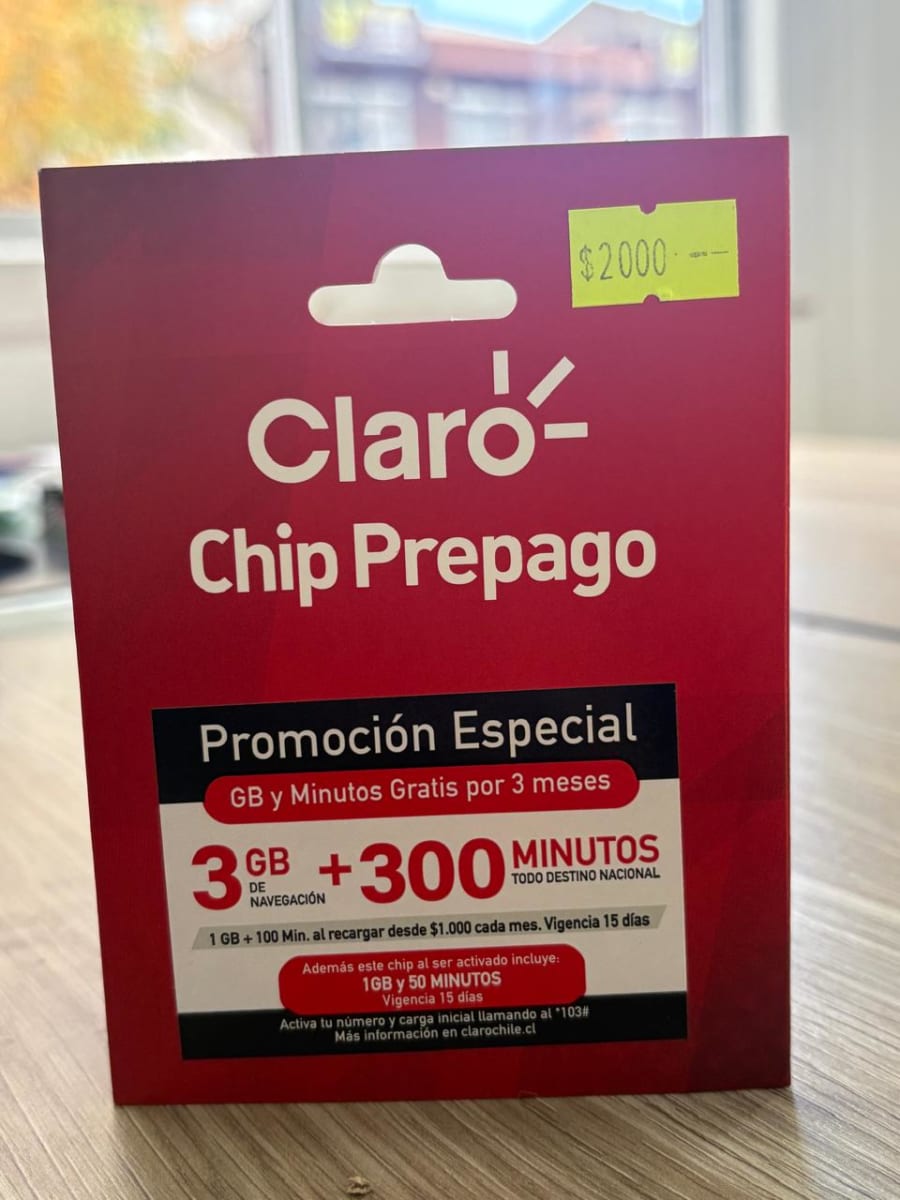 $2000
Claro
Chip Prepago
Promoción Especial
GB y Minutos Gratis por 3 meses
3 GB DE NAVEGACIÓN + 300 MINUTOS TODO DESTINO NACIONAL
1 GB + 100 Min. al recargar desde $1.000 cada mes. Vigencia 15 días
Además este chip al ser activado incluye:
1GB y 50 MINUTOS
Vigencia 15 días
Activa tu número y carga inicial llamando al *103#
Más información en clarochile.cl